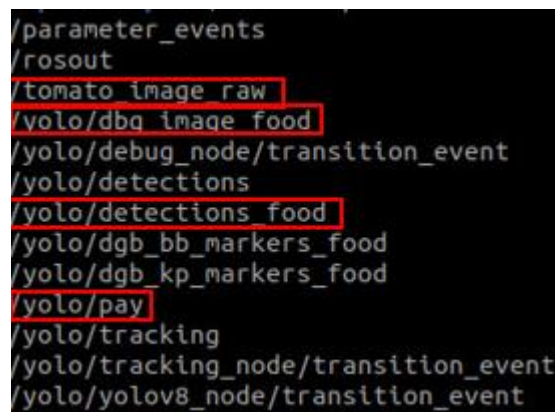 /parameter_events
/rosout
/tomato_image_raw
/yolo/dbg_image_food
/yolo/debug_node/transition_event
/yolo/detections
/yolo/detections_food
/yolo/dgb_bb_markers_food
/yolo/dgb_kp_markers_food
/yolo/pay
/yolo/tracking
/yolo/tracking_node/transition_event
/yolo/yolov8_node/transition_event